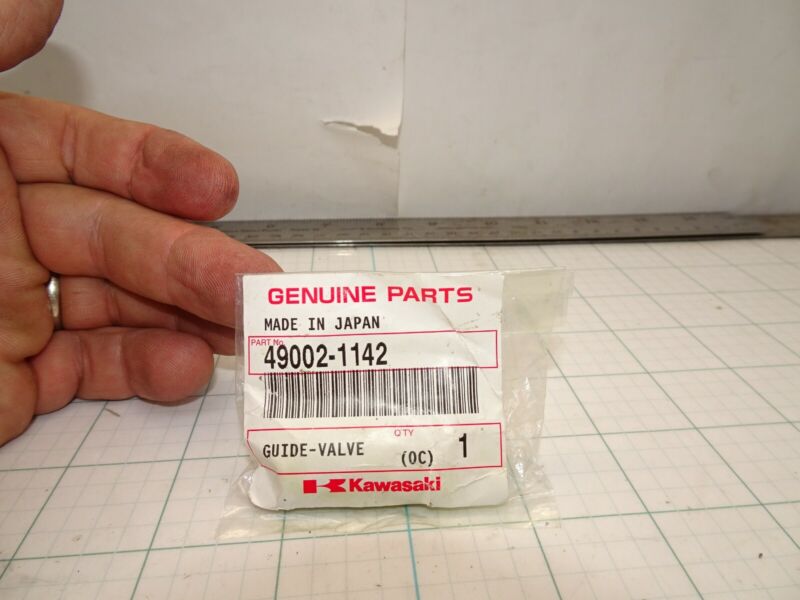 GENUINE PARTS
MADE IN JAPAN
PART No.
49002-1142
QTY
GUIDE-VALVE (OC) 1
Kawasaki